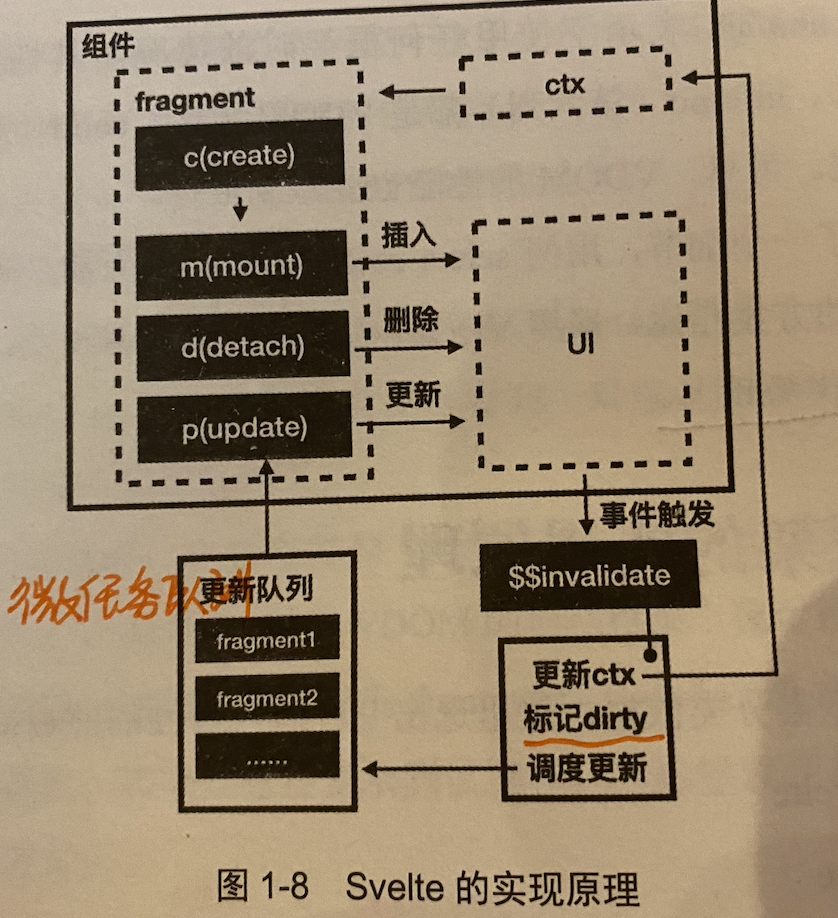 组件
fragment
ctx
c(create)
m(mount)
插入
d(detach)
删除
UI
p(update)
更新
事件触发
$$invalidate
微任务队列
更新队列
fragment1
fragment2
......
更新ctx
标记dirty
调度更新
图 1-8 Svelte 的实现原理